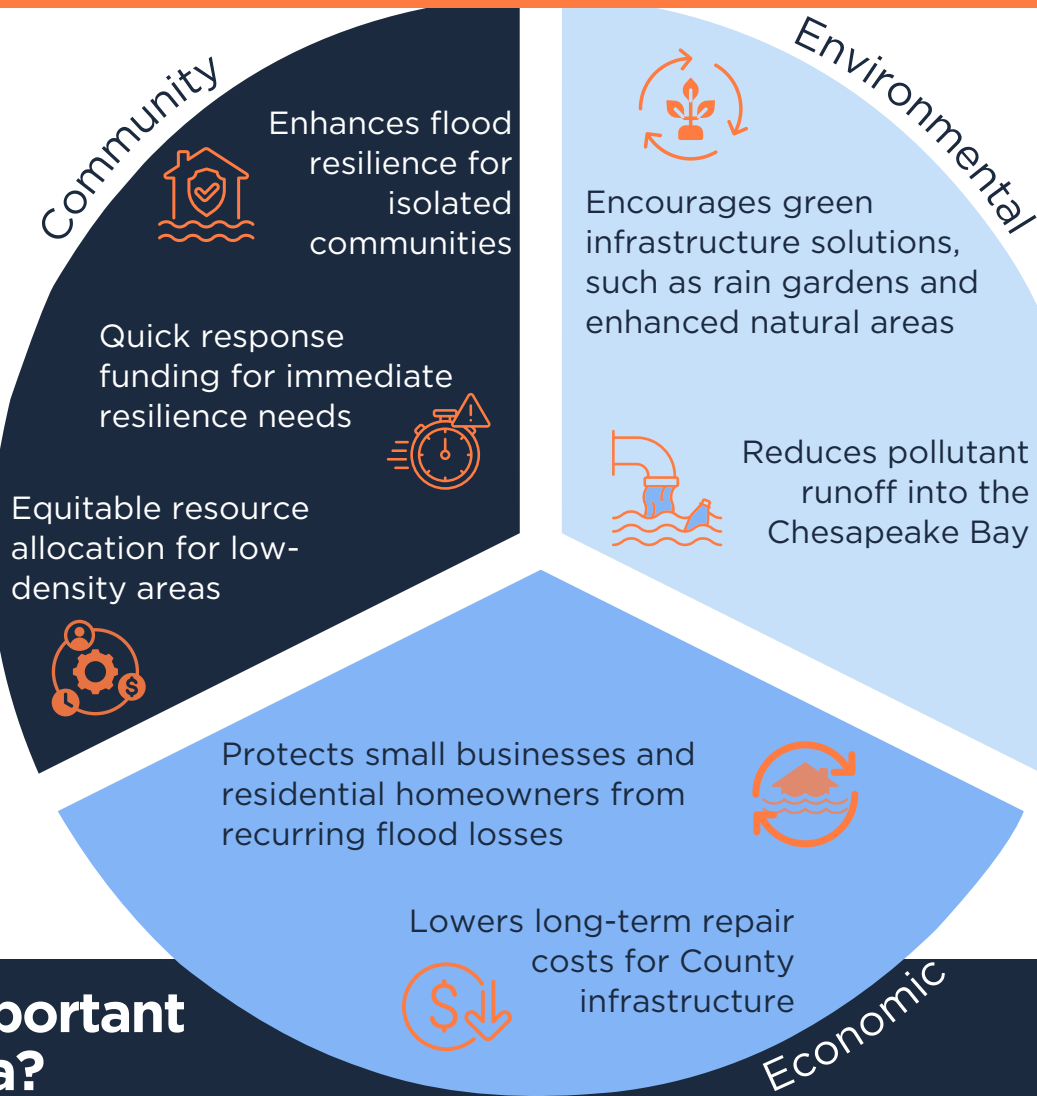 Community
Enhances flood
resilience for
isolated
communities
Quick response
funding for immediate
resilience needs
Equitable resource
allocation for low-
density areas
Environmental
Encourages green
infrastructure solutions,
such as rain gardens and
enhanced natural areas
Reduces pollutant
runoff into the
Chesapeake Bay
Protects small businesses and
residential homeowners from
recurring flood losses
Lowers long-term repair
costs for County
infrastructure
Economic
portant
a?